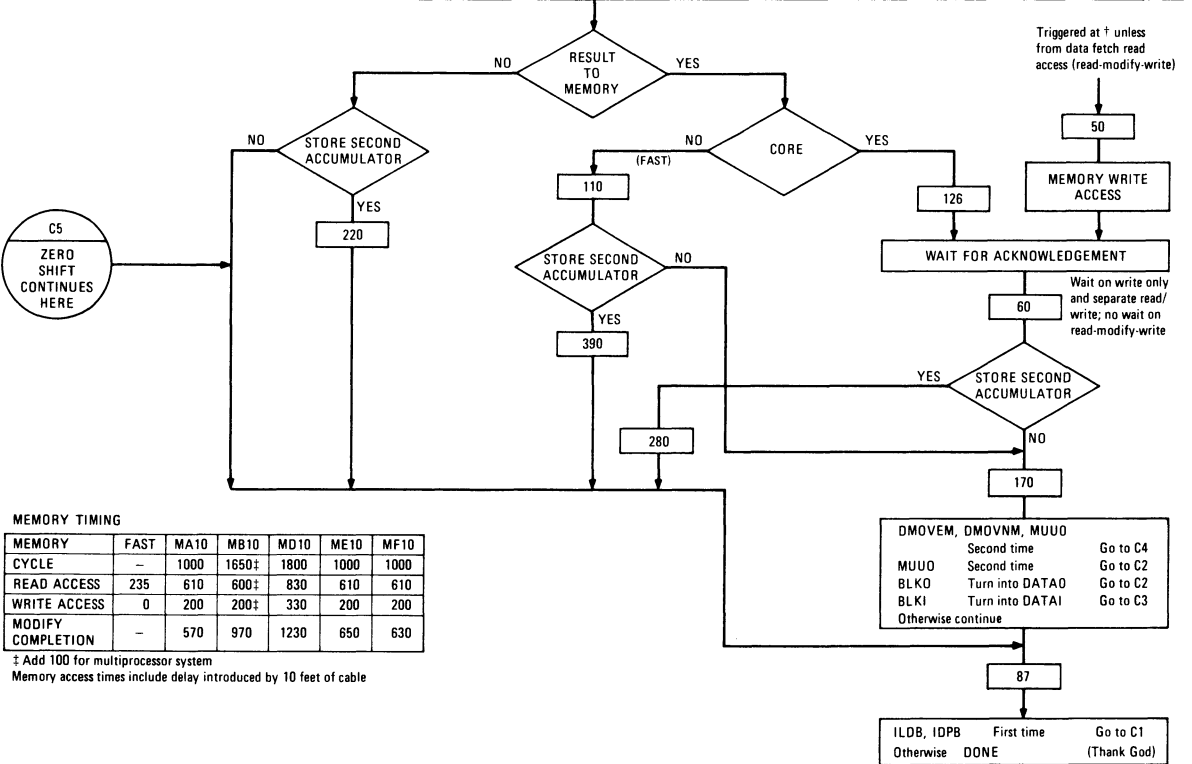 RESULT
TO
MEMORY
NO
YES
Triggered at † unless
from data fetch read
access (read-modify-write)
50
MEMORY WRITE
ACCESS
NO
STORE SECOND
ACCUMULATOR
YES
220
NO
(FAST)
CORE
YES
110
126
C5
ZERO
SHIFT
CONTINUES
HERE
STORE SECOND
ACCUMULATOR
NO
YES
390
WAIT FOR ACKNOWLEDGEMENT
Wait on write only
and separate read/
write; no wait on
read-modify-write
60
YES
STORE SECOND
ACCUMULATOR
NO
280
170
DMOVEM, DMOVNM, MUUO
Second time Go to C4
MUUO Second time Go to C2
BLKO Turn into DATAO Go to C2
BLKI Turn into DATAI Go to C3
Otherwise continue
87
ILDB, IDPB First time Go to C1
Otherwise DONE (Thank God)
MEMORY TIMING
MEMORY FAST MA10 MB10 MD10 ME10 MF10
CYCLE – 1000 1650‡ 1800 1000 1000
READ ACCESS 235 610 600‡ 830 610 610
WRITE ACCESS 0 200 200‡ 330 200 200
MODIFY
COMPLETION – 570 970 1230 650 630
‡ Add 100 for multiprocessor system
Memory access times include delay introduced by 10 feet of cable